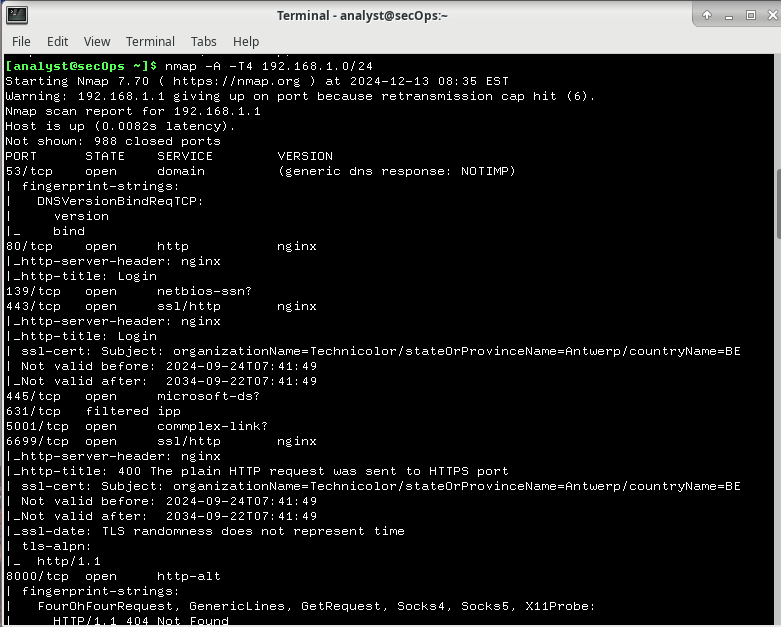 Terminal - analyst@secOps:~
File Edit View Terminal Tabs Help
[analyst@secOps ~]$ nmap -A -T4 192.168.1.0/24
Starting Nmap 7.70 ( https://nmap.org ) at 2024-12-13 08:35 EST
Warning: 192.168.1.1 giving up on port because retransmission cap hit (6).
Nmap scan report for 192.168.1.1
Host is up (0.0082s latency).
Not shown: 988 closed ports
PORT     STATE    SERVICE         VERSION
53/tcp   open     domain          (generic dns response: NOTIMP)
| fingerprint-strings:
|   DNSVersionBindReqTCP:
|     version
|_    bind
80/tcp   open     http            nginx
|_http-server-header: nginx
|_http-title: Login
139/tcp  open     netbios-ssn?
443/tcp  open     ssl/http        nginx
|_http-server-header: nginx
|_http-title: Login
| ssl-cert: Subject: organizationName=Technicolor/stateOrProvinceName=Antwerp/countryName=BE
| Not valid before: 2024-09-24T07:41:49
|_Not valid after:  2034-09-22T07:41:49
445/tcp  open     microsoft-ds?
631/tcp  filtered ipp
5001/tcp open     commplex-link?
6699/tcp open     ssl/http        nginx
|_http-server-header: nginx
|_http-title: 400 The plain HTTP request was sent to HTTPS port
| ssl-cert: Subject: organizationName=Technicolor/stateOrProvinceName=Antwerp/countryName=BE
| Not valid before: 2024-09-24T07:41:49
|_Not valid after:  2034-09-22T07:41:49
|_ssl-date: TLS randomness does not represent time
| tls-alpn:
|_  http/1.1
8000/tcp open     http-alt
| fingerprint-strings:
|   FourOhFourRequest, GenericLines, GetRequest, Socks4, Socks5, X11Probe:
|     HTTP/1.1 404 Not Found